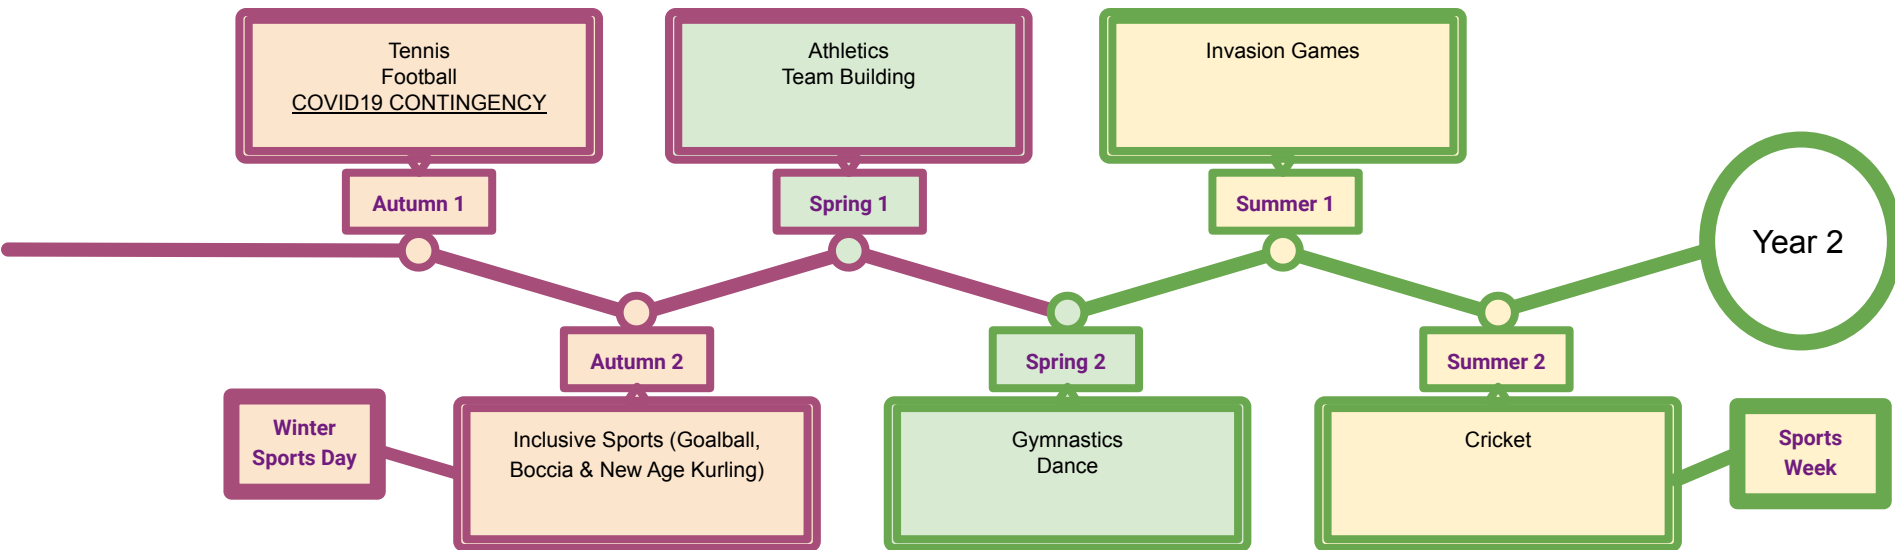 Tennis
Football
COVID19 CONTINGENCY
Autumn 1
Athletics
Team Building
Spring 1
Invasion Games
Summer 1
Year 2
Autumn 2
Winter
Sports Day
Inclusive Sports (Goalball,
Boccia & New Age Kurling)
Spring 2
Gymnastics
Dance
Summer 2
Cricket
Sports
Week